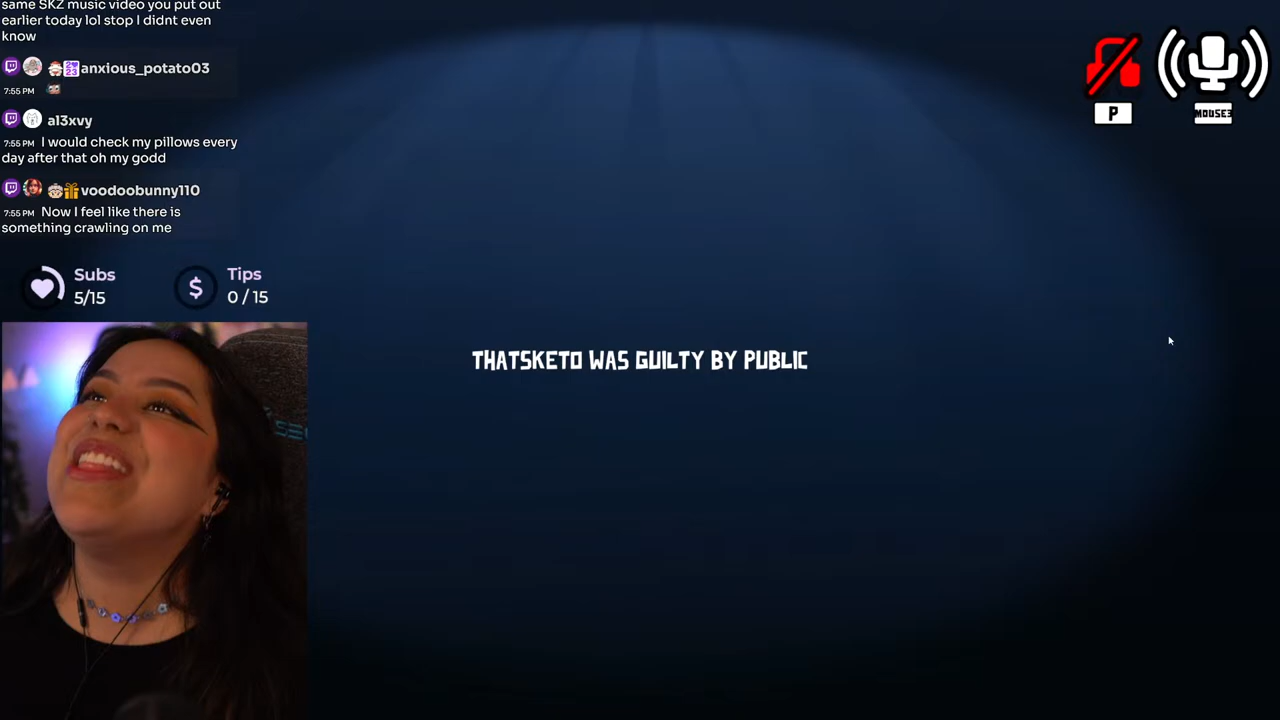 same SKZ music video you put out
earlier today lol stop I didnt even
know
anxious_potato03
7:55 PM
al3xvy
7:55 PM I would check my pillows every
day after that oh my godd
voodoobunny110
7:55 PM Now I feel like there is
something crawling on me
Subs
5/15
Tips
0 / 15
THATSKETO WAS GUILTY BY PUBLIC
P
MOUSE3